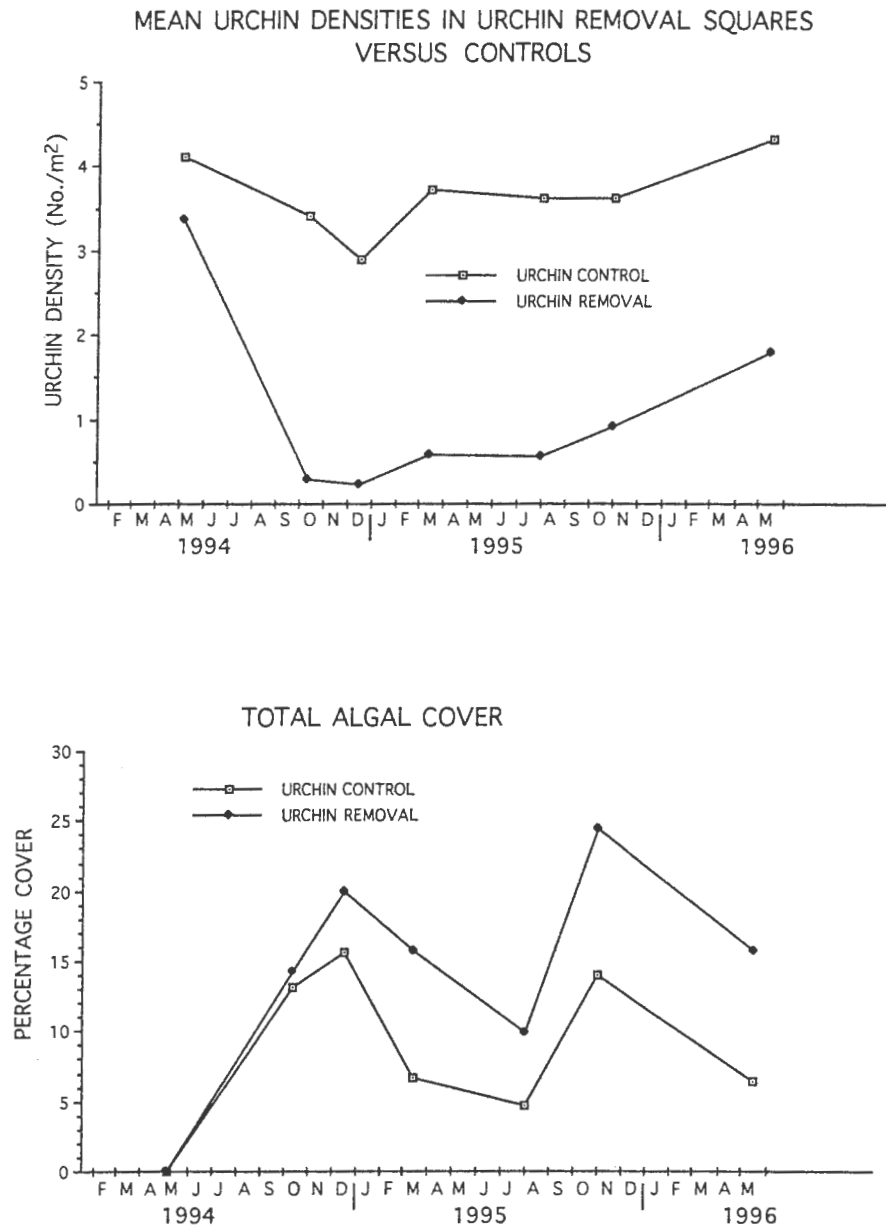 MEAN URCHIN DENSITIES IN URCHIN REMOVAL SQUARES
VERSUS CONTROLS
URCHIN DENSITY (No./m²)
5
4
3
2
1
0
URCHIN CONTROL
URCHIN REMOVAL
F M A M J J A S O N D J F M A M J J A S O N D J F M A M
1994 1995 1996
TOTAL ALGAL COVER
PERCENTAGE COVER
30
25
20
15
10
5
0
URCHIN CONTROL
URCHIN REMOVAL
F M A M J J A S O N D J F M A M J J A S O N D J F M A M
1994 1995 1996